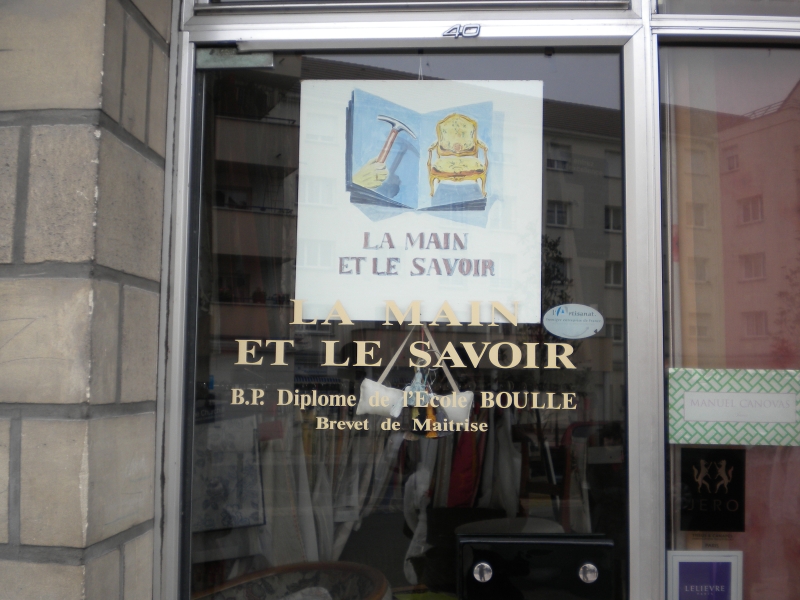 40
LA MAIN
ET LE SAVOIR
LA MAIN
ET LE SAVOIR
B.P. Diplome de l'Ecole BOULLE
Brevet de Maitrise
MANUEL CANOVAS
LELIEVRE